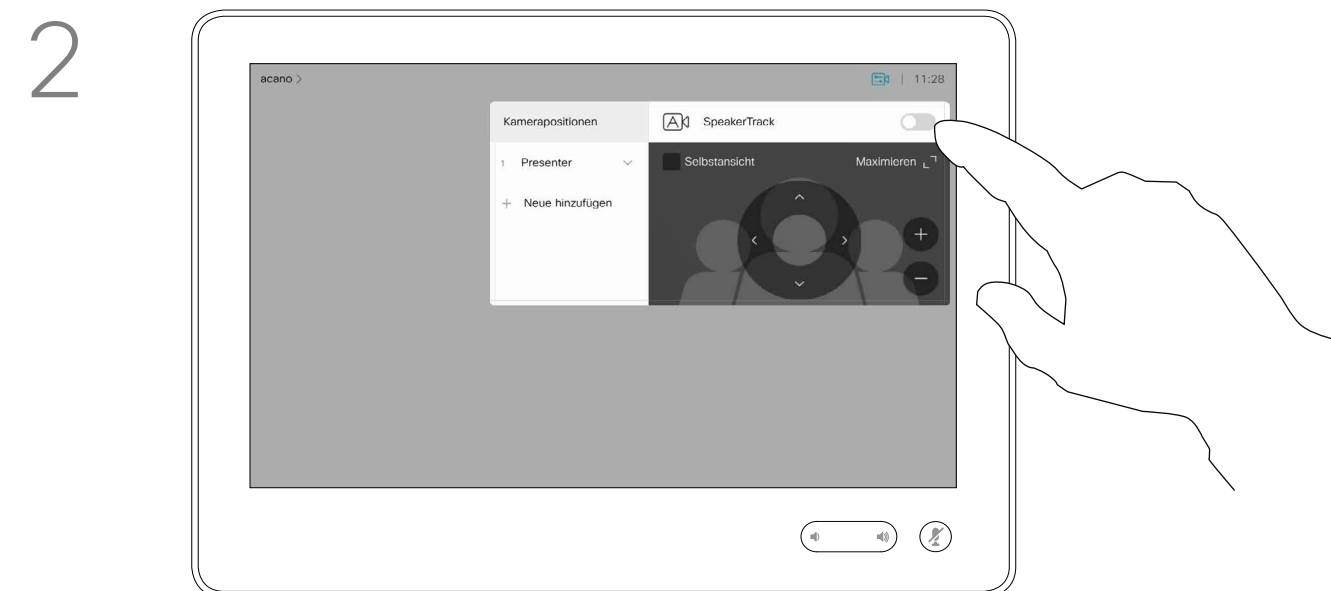 2
acano >
11:28
Kamerapositionen
SpeakerTrack
1 Presenter
Selbstansicht
Maximieren
+ Neue hinzufügen